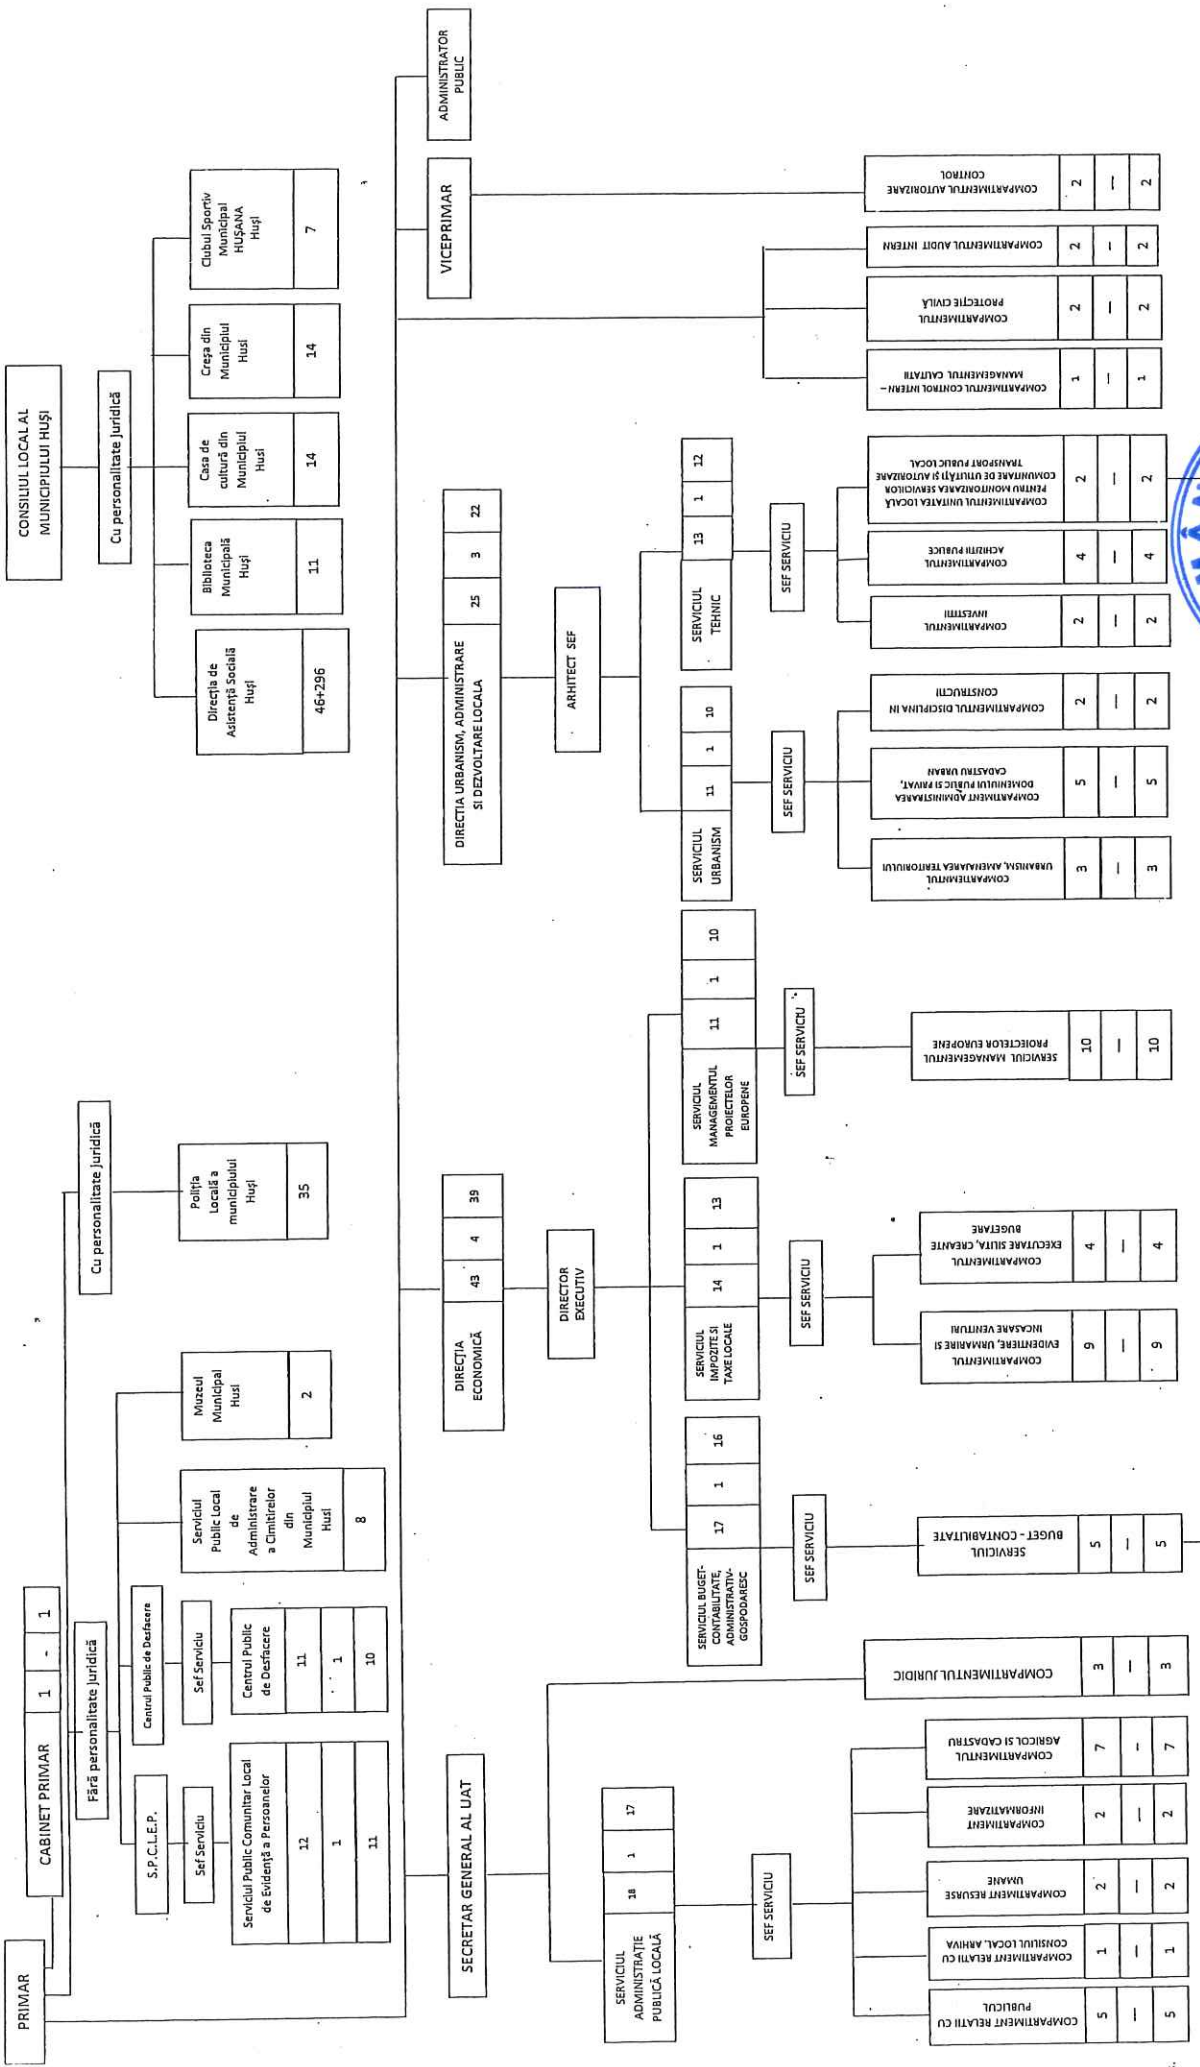 PRIMAR
CABINET PRIMAR
1
-
1
Fără personalitate juridică
S.P.C.L.E.P.
Sef Serviciu
Serviciul Public Comunitar Local
de Evidență a Persoanelor
12
1
11
Centrul Public de Desfacere
Sef Serviciu
Centrul Public
de Desfacere
11
1
10
Serviciul
Public Local
de
Administrare
a Cimitirelor
din
Municipiul
Husi
8
Muzeul
Municipal
Husi
2
Cu personalitate juridică
Poliția
Locală a
municipiului
Huși
35
CONSILIUL LOCAL AL
MUNICIPIULUI HUȘI
Cu personalitate juridică
Direcția de
Asistență Socială
Huși
46+296
Biblioteca
Municipală
Huși
11
Casa de
cultură din
Municipiul
Husi
14
Creșa din
Municipiul
Husi
14
Clubul Sportiv
Municipal
HUȘANA
Huși
7
SECRETAR GENERAL AL UAT
DIRECȚIA
ECONOMICĂ
43
4
39
DIRECTIA URBANISM, ADMINISTRARE
SI DEZVOLTARE LOCALA
25
3
22
VICEPRIMAR
ADMINISTRATOR
PUBLIC
DIRECTOR
EXECUTIV
ARHITECT SEF
SERVICIUL
ADMINISTRAȚIE
PUBLICĂ LOCALĂ
18
1
17
SERVICIUL BUGET-
CONTABILITATE,
ADMINISTRATIV-
GOSPODARESC
17
1
16
SERVICIUL
IMPOZITE SI
TAXE LOCALE
14
1
13
SERVICIUL
MANAGEMENTUL
PROIECTELOR
EUROPENE
11
1
10
SERVICIUL
URBANISM
11
1
10
SERVICIUL
TEHNIC
13
1
12
SEF SERVICIU
SEF SERVICIU
SEF SERVICIU
SEF SERVICIU
SEF SERVICIU
SEF SERVICIU
COMPARTIMENT RELATII CU
PUBLICUL
5
—
5
COMPARTIMENT RELATII CU
CONSILIUL LOCAL, ARHIVA
1
—
1
COMPARTIMENT RESURSE
UMANE
2
—
2
COMPARTIMENT
INFORMATIZARE
2
—
2
COMPARTIMENTUL
AGRICOL SI CADASTRU
7
—
7
COMPARTIMENTUL JURIDIC
3
—
3
SERVICIUL
BUGET - CONTABILITATE
5
—
5
COMPARTIMENTUL
EVIDENTIERE, URMARIRE SI
INCASARE VENITURI
9
—
9
COMPARTIMENTUL
EXECUTARE SILITA, CREANTE
BUGETARE
4
—
4
SERVICIUL MANAGEMENTUL
PROIECTELOR EUROPENE
10
—
10
COMPARTIEMNTUL
URBANISM, AMENAJAREA TERITORIULUI
3
—
3
COMPARTIMENT ADMINISTRAREA
DOMENIULUI PUBLIC SI PRIVAT,
CADASTRU URBAN
5
—
5
COMPARTIMENTUL DISCIPLINA IN
CONSTRUCTII
2
—
2
COMPARTIMENTUL
INVESTITII
2
—
2
COMPARTIMENTUL
ACHIZITII PUBLICE
4
—
4
COMPARTIMENTUL UNITATEA LOCALĂ
PENTRU MONITORIZAREA SERVICIILOR
COMUNITARE DE UTILITĂȚI ȘI AUTORIZARE
TRANSPORT PUBLIC LOCAL
2
—
2
COMPARTIMENTUL CONTROL INTERN –
MANAGEMENTUL CALITATII
1
—
1
COMPARTIMENTUL
PROTECȚIE CIVILĂ
2
—
2
COMPARTIMENTUL AUDIT INTERN
2
—
2
COMPARTIMENTUL AUTORIZARE
CONTROL
2
—
2